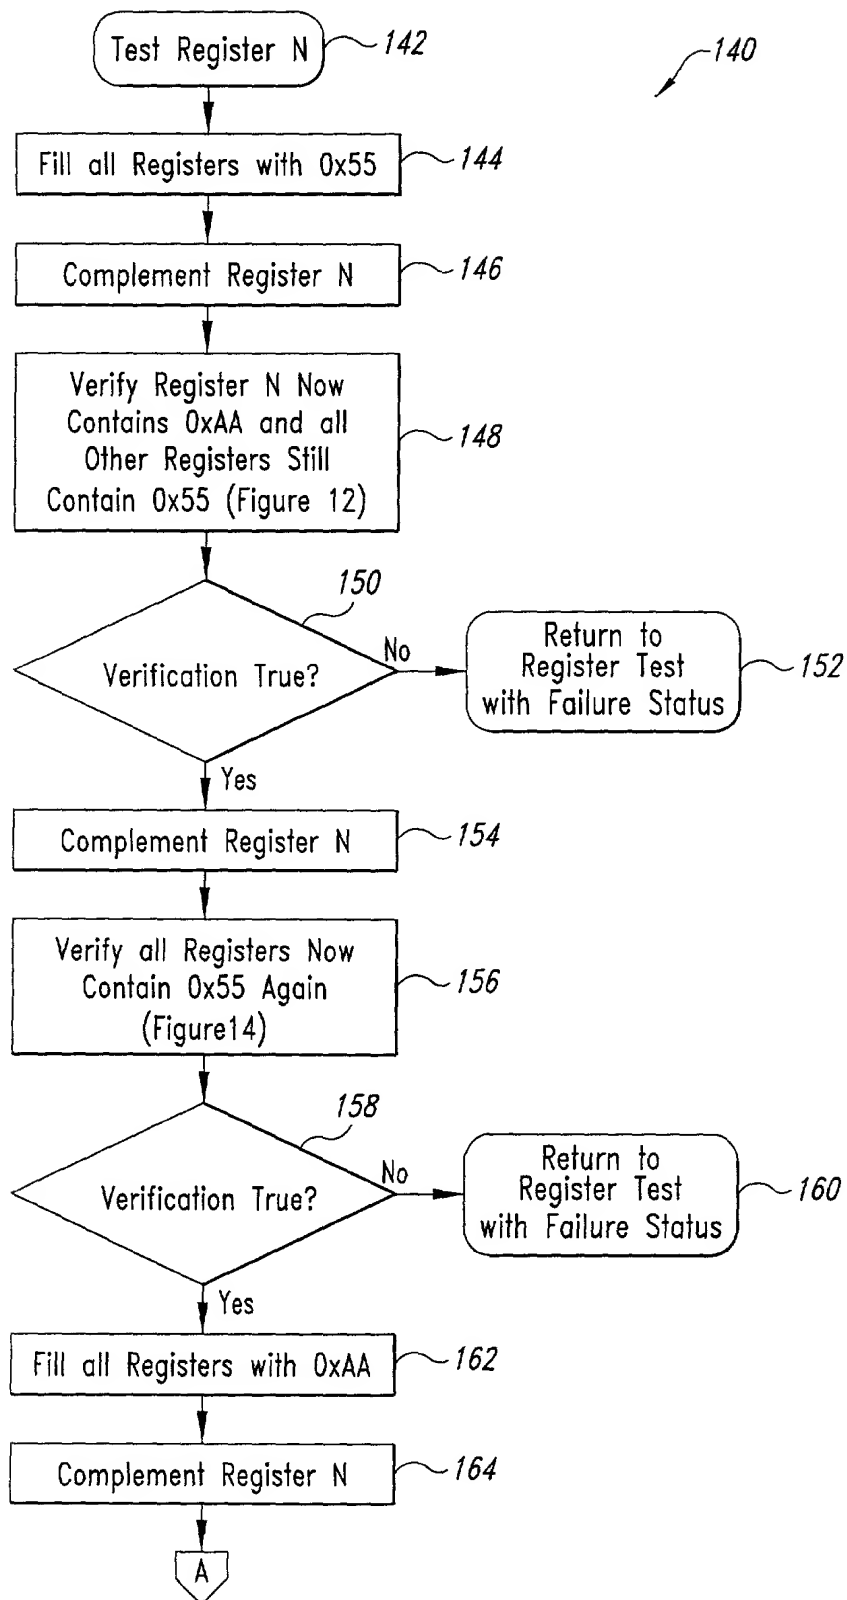 Test Register N
142
140
Fill all Registers with 0x55
144
Complement Register N
146
Verify Register N Now
Contains 0xAA and all
Other Registers Still
Contain 0x55 (Figure 12)
148
150
Verification True?
No
Return to
Register Test
with Failure Status
152
Yes
Complement Register N
154
Verify all Registers Now
Contain 0x55 Again
(Figure14)
156
158
Verification True?
No
Return to
Register Test
with Failure Status
160
Yes
Fill all Registers with 0xAA
162
Complement Register N
164
A